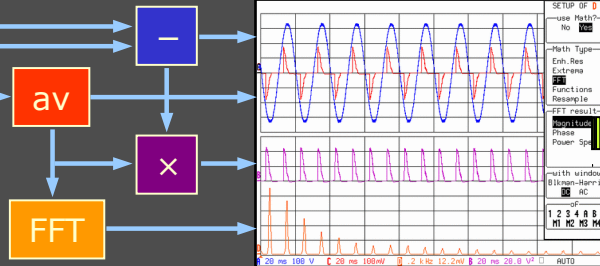 −
av
×
FFT
A
B
D
A 20 ms 100 V
C 20 ms 100mV
.2 kHz 12.2mV
B 20 ms 20.0 V²
AUTO
SETUP OF D
use Math?
No Yes
Math Type
Enh.Res
Extrema
FFT
Functions
Resample
FFT result
Magnitude
Phase
Power Spe
with window
Blkman-Harri
DC AC
of
1 2 3 4 A B
M1 M2 M3 M4